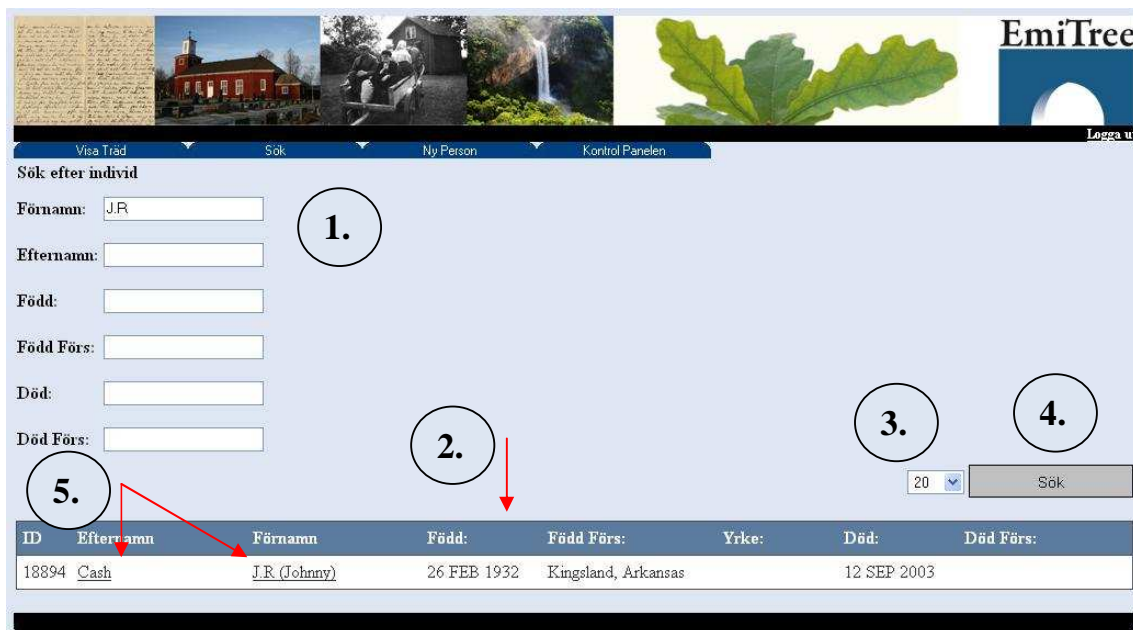 EmiTree
Logga u
Visa Träd Sök Ny Person Kontrol Panelen
Sök efter individ
Förnamn: J.R
1.
Efternamn:
Född:
Född Förs:
Död:
Död Förs:
2.
3.
4.
20 Sök
5.
ID Efternamn Förnamn Född: Född Förs: Yrke: Död: Död Förs:
18894 Cash J.R (Johnny) 26 FEB 1932 Kingsland, Arkansas 12 SEP 2003